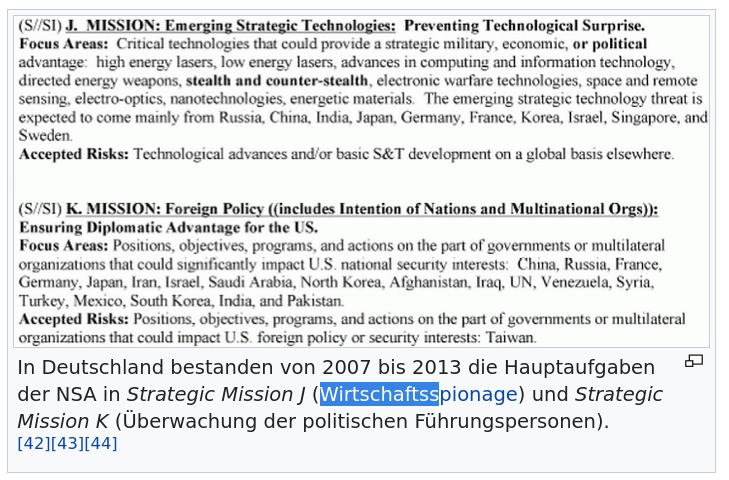 (S//SI) J. MISSION: Emerging Strategic Technologies: Preventing Technological Surprise.
Focus Areas: Critical technologies that could provide a strategic military, economic, or political
advantage: high energy lasers, low energy lasers, advances in computing and information technology,
directed energy weapons, stealth and counter-stealth, electronic warfare technologies, space and remote
sensing, electro-optics, nanotechnologies, energetic materials. The emerging strategic technology threat is
expected to come mainly from Russia, China, India, Japan, Germany, France, Korea, Israel, Singapore, and
Sweden.
Accepted Risks: Technological advances and/or basic S&T development on a global basis elsewhere.
(S//SI) K. MISSION: Foreign Policy ((includes Intention of Nations and Multinational Orgs)):
Ensuring Diplomatic Advantage for the US.
Focus Areas: Positions, objectives, programs, and actions on the part of governments or multilateral
organizations that could significantly impact U.S. national security interests: China, Russia, France,
Germany, Japan, Iran, Israel, Saudi Arabia, North Korea, Afghanistan, Iraq, UN, Venezuela, Syria,
Turkey, Mexico, South Korea, India, and Pakistan.
Accepted Risks: Positions, objectives, programs, and actions on the part of governments or multilateral
organizations that could impact U.S. foreign policy or security interests: Taiwan.
In Deutschland bestanden von 2007 bis 2013 die Hauptaufgaben
der NSA in Strategic Mission J (Wirtschaftsspionage) und Strategic
Mission K (Überwachung der politischen Führungspersonen).
[42][43][44]